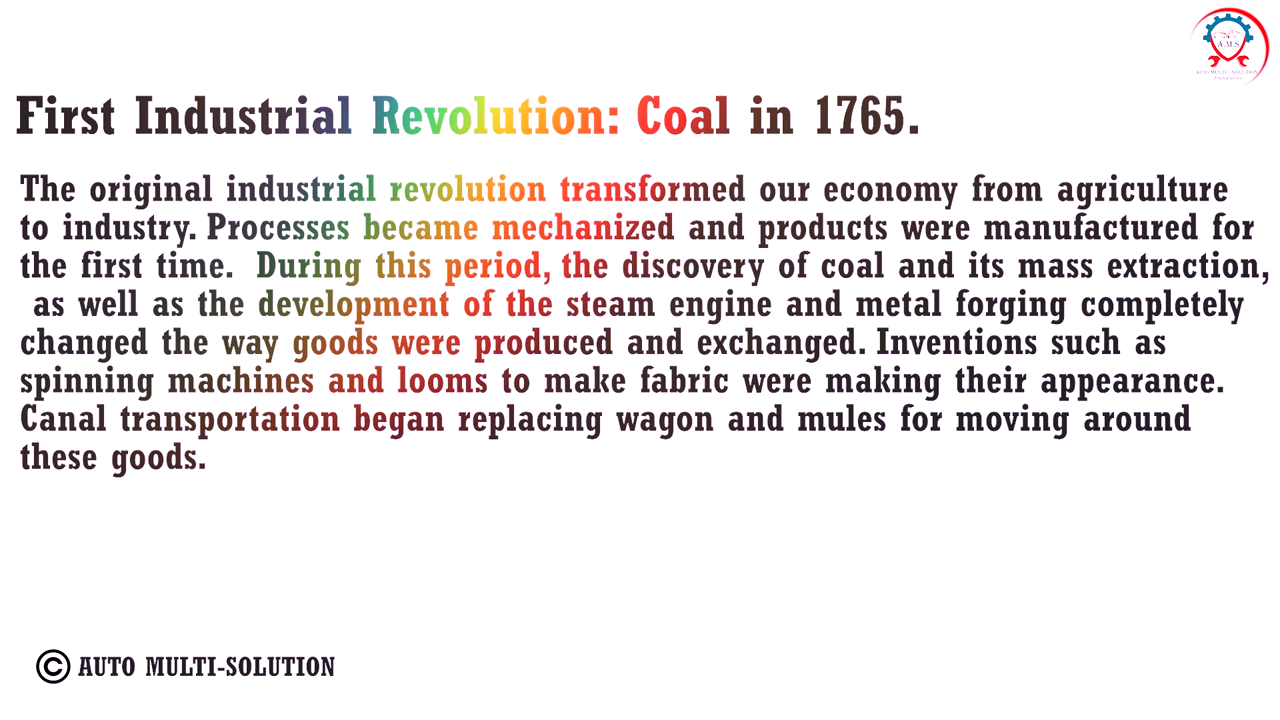 A.M.S
AUTO MULTI - SOLUTION
First Industrial Revolution: Coal in 1765.
The original industrial revolution transformed our economy from agriculture
to industry. Processes became mechanized and products were manufactured for
the first time. During this period, the discovery of coal and its mass extraction,
as well as the development of the steam engine and metal forging completely
changed the way goods were produced and exchanged. Inventions such as
spinning machines and looms to make fabric were making their appearance.
Canal transportation began replacing wagon and mules for moving around
these goods.
© AUTO MULTI-SOLUTION